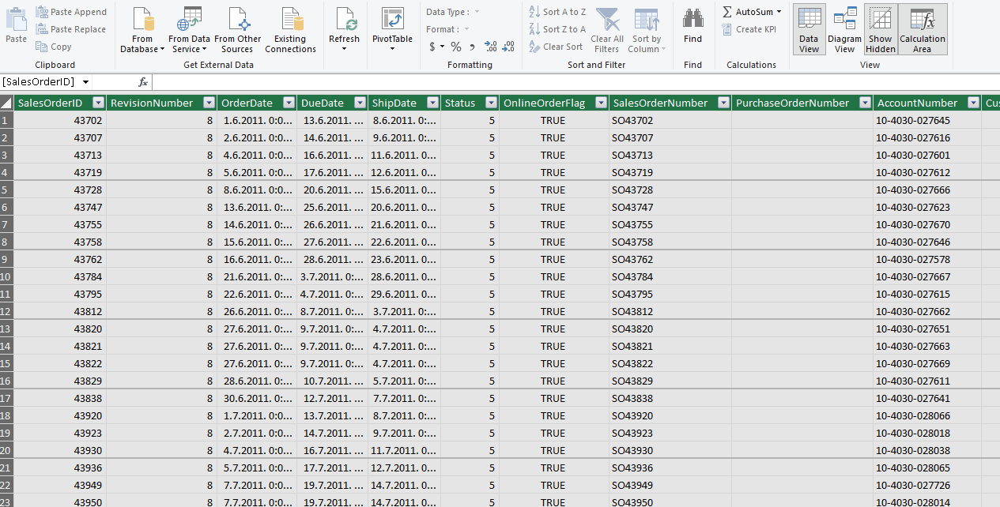 Paste
Paste Append
Paste Replace
Copy
Clipboard
From Database
From Data Service
From Other Sources
Existing Connections
Get External Data
Refresh
PivotTable
Data Type :
Format :
$ % , .00 .00
Formatting
Sort A to Z
Sort Z to A
Clear Sort
Clear All Filters
Sort by Column
Sort and Filter
Find
Find
AutoSum
Create KPI
Calculations
Data View
Diagram View
Show Hidden
Calculation Area
View
[SalesOrderID] fx
SalesOrderID RevisionNumber OrderDate DueDate ShipDate Status OnlineOrderFlag SalesOrderNumber PurchaseOrderNumber AccountNumber Cus
1 43702 8 1.6.2011. 0:0... 13.6.2011. ... 8.6.2011. 0:... 5 TRUE SO43702 10-4030-027645
2 43707 8 2.6.2011. 0:0... 14.6.2011. ... 9.6.2011. 0:... 5 TRUE SO43707 10-4030-027616
3 43713 8 4.6.2011. 0:0... 16.6.2011. ... 11.6.2011. 0... 5 TRUE SO43713 10-4030-027601
4 43719 8 5.6.2011. 0:0... 17.6.2011. ... 12.6.2011. 0... 5 TRUE SO43719 10-4030-027612
5 43728 8 8.6.2011. 0:0... 20.6.2011. ... 15.6.2011. 0... 5 TRUE SO43728 10-4030-027666
6 43747 8 13.6.2011. 0:... 25.6.2011. ... 20.6.2011. 0... 5 TRUE SO43747 10-4030-027623
7 43755 8 14.6.2011. 0:... 26.6.2011. ... 21.6.2011. 0... 5 TRUE SO43755 10-4030-027670
8 43758 8 15.6.2011. 0:... 27.6.2011. ... 22.6.2011. 0... 5 TRUE SO43758 10-4030-027646
9 43762 8 16.6.2011. 0:... 28.6.2011. ... 23.6.2011. 0... 5 TRUE SO43762 10-4030-027578
10 43784 8 21.6.2011. 0:... 3.7.2011. 0:... 28.6.2011. 0... 5 TRUE SO43784 10-4030-027667
11 43795 8 22.6.2011. 0:... 4.7.2011. 0:... 29.6.2011. 0... 5 TRUE SO43795 10-4030-027615
12 43812 8 26.6.2011. 0:... 8.7.2011. 0:... 3.7.2011. 0:... 5 TRUE SO43812 10-4030-027662
13 43820 8 27.6.2011. 0:... 9.7.2011. 0:... 4.7.2011. 0:... 5 TRUE SO43820 10-4030-027651
14 43821 8 27.6.2011. 0:... 9.7.2011. 0:... 4.7.2011. 0:... 5 TRUE SO43821 10-4030-027663
15 43822 8 27.6.2011. 0:... 9.7.2011. 0:... 4.7.2011. 0:... 5 TRUE SO43822 10-4030-027669
16 43829 8 28.6.2011. 0:... 10.7.2011. ... 5.7.2011. 0:... 5 TRUE SO43829 10-4030-027611
17 43838 8 30.6.2011. 0:... 12.7.2011. ... 7.7.2011. 0:... 5 TRUE SO43838 10-4030-027641
18 43920 8 1.7.2011. 0:0... 13.7.2011. ... 8.7.2011. 0:... 5 TRUE SO43920 10-4030-028066
19 43923 8 2.7.2011. 0:0... 14.7.2011. ... 9.7.2011. 0:... 5 TRUE SO43923 10-4030-028018
20 43930 8 4.7.2011. 0:0... 16.7.2011. ... 11.7.2011. 0... 5 TRUE SO43930 10-4030-028038
21 43936 8 5.7.2011. 0:0... 17.7.2011. ... 12.7.2011. 0... 5 TRUE SO43936 10-4030-028065
22 43949 8 7.7.2011. 0:0... 19.7.2011. ... 14.7.2011. 0... 5 TRUE SO43949 10-4030-027726
23 43950 8 7.7.2011. 0:0... 19.7.2011. ... 14.7.2011. 0... 5 TRUE SO43950 10-4030-028014